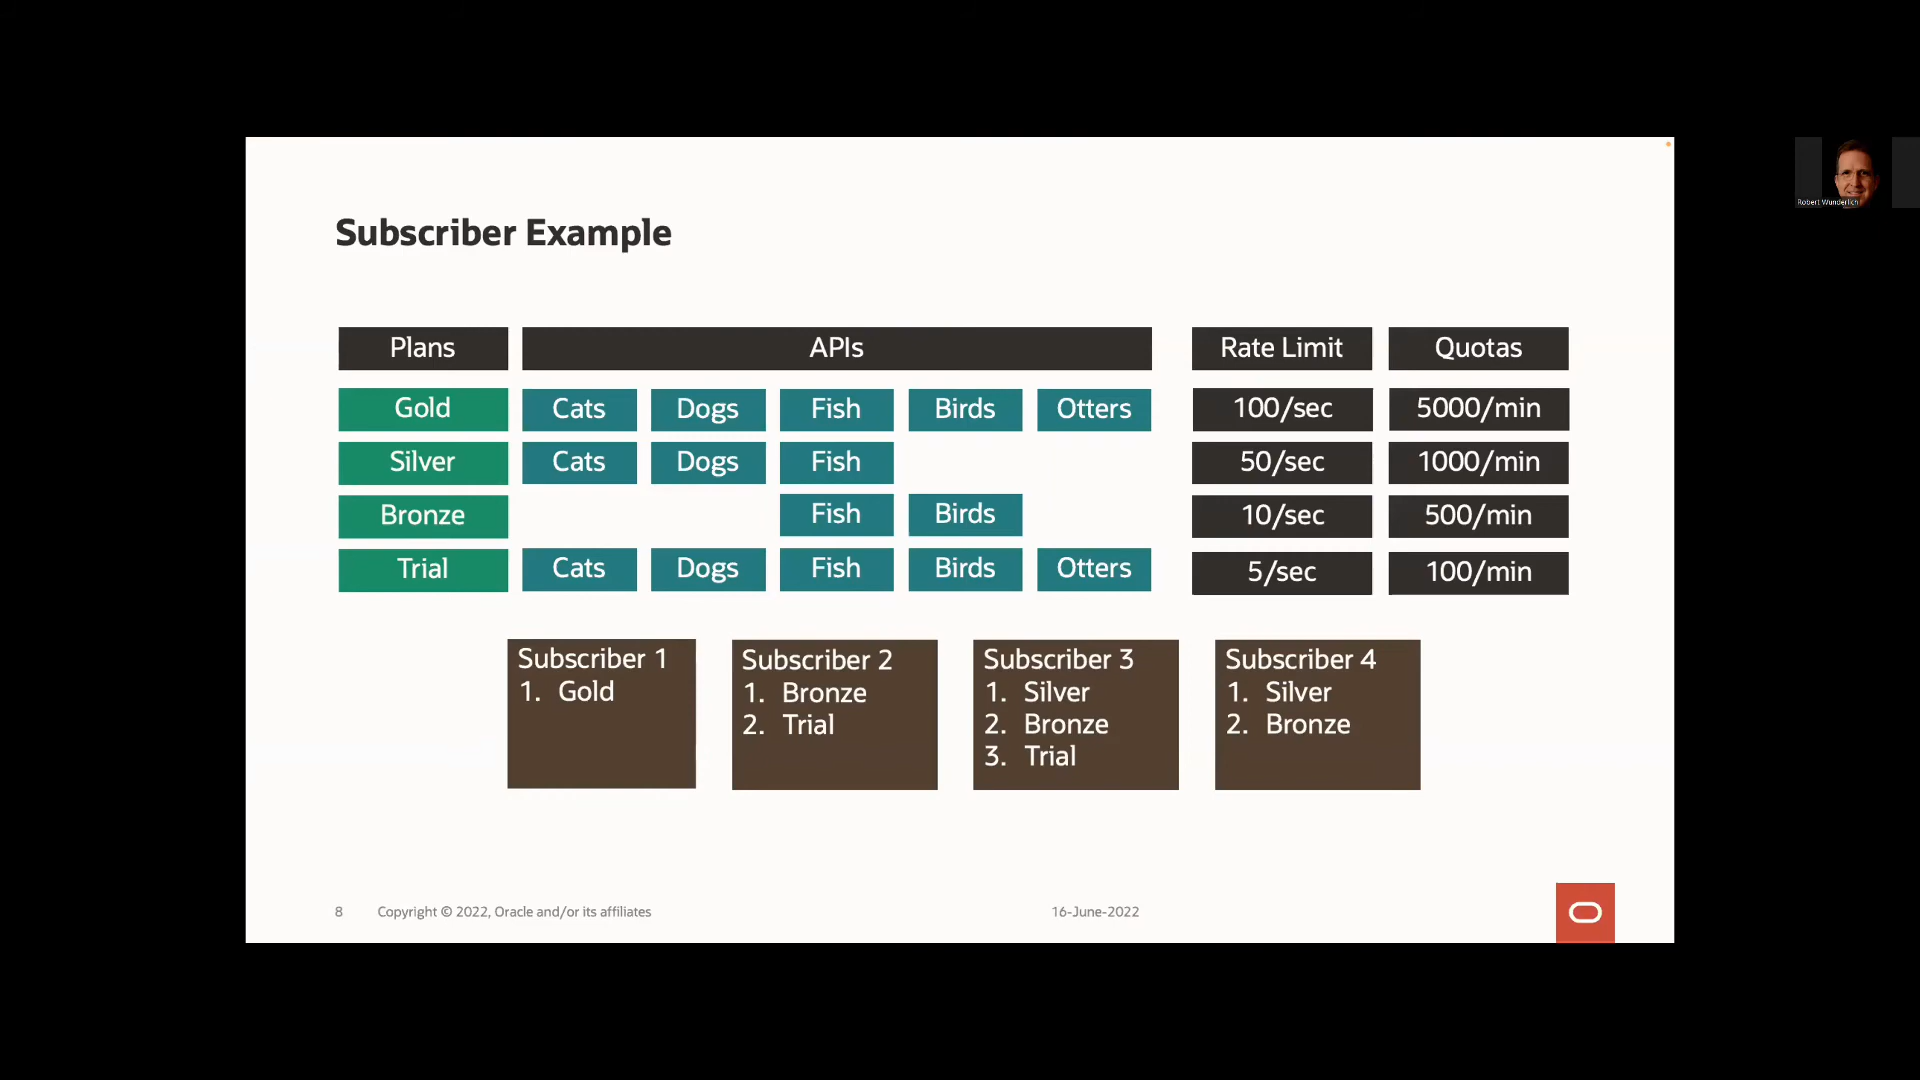 Subscriber Example
Plans APIs Rate Limit Quotas
Gold Cats Dogs Fish Birds Otters 100/sec 5000/min
Silver Cats Dogs Fish 50/sec 1000/min
Bronze Fish Birds 10/sec 500/min
Trial Cats Dogs Fish Birds Otters 5/sec 100/min
Subscriber 1
1. Gold
Subscriber 2
1. Bronze
2. Trial
Subscriber 3
1. Silver
2. Bronze
3. Trial
Subscriber 4
1. Silver
2. Bronze
8 Copyright © 2022, Oracle and/or its affiliates 16-June-2022
Robert Wunderlich